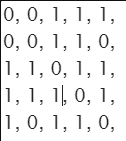 0, 0, 1, 1, 1,
0, 0, 1, 1, 0,
1, 1, 0, 1, 1,
1, 1, 1, 0, 1,
1, 0, 1, 1, 0,